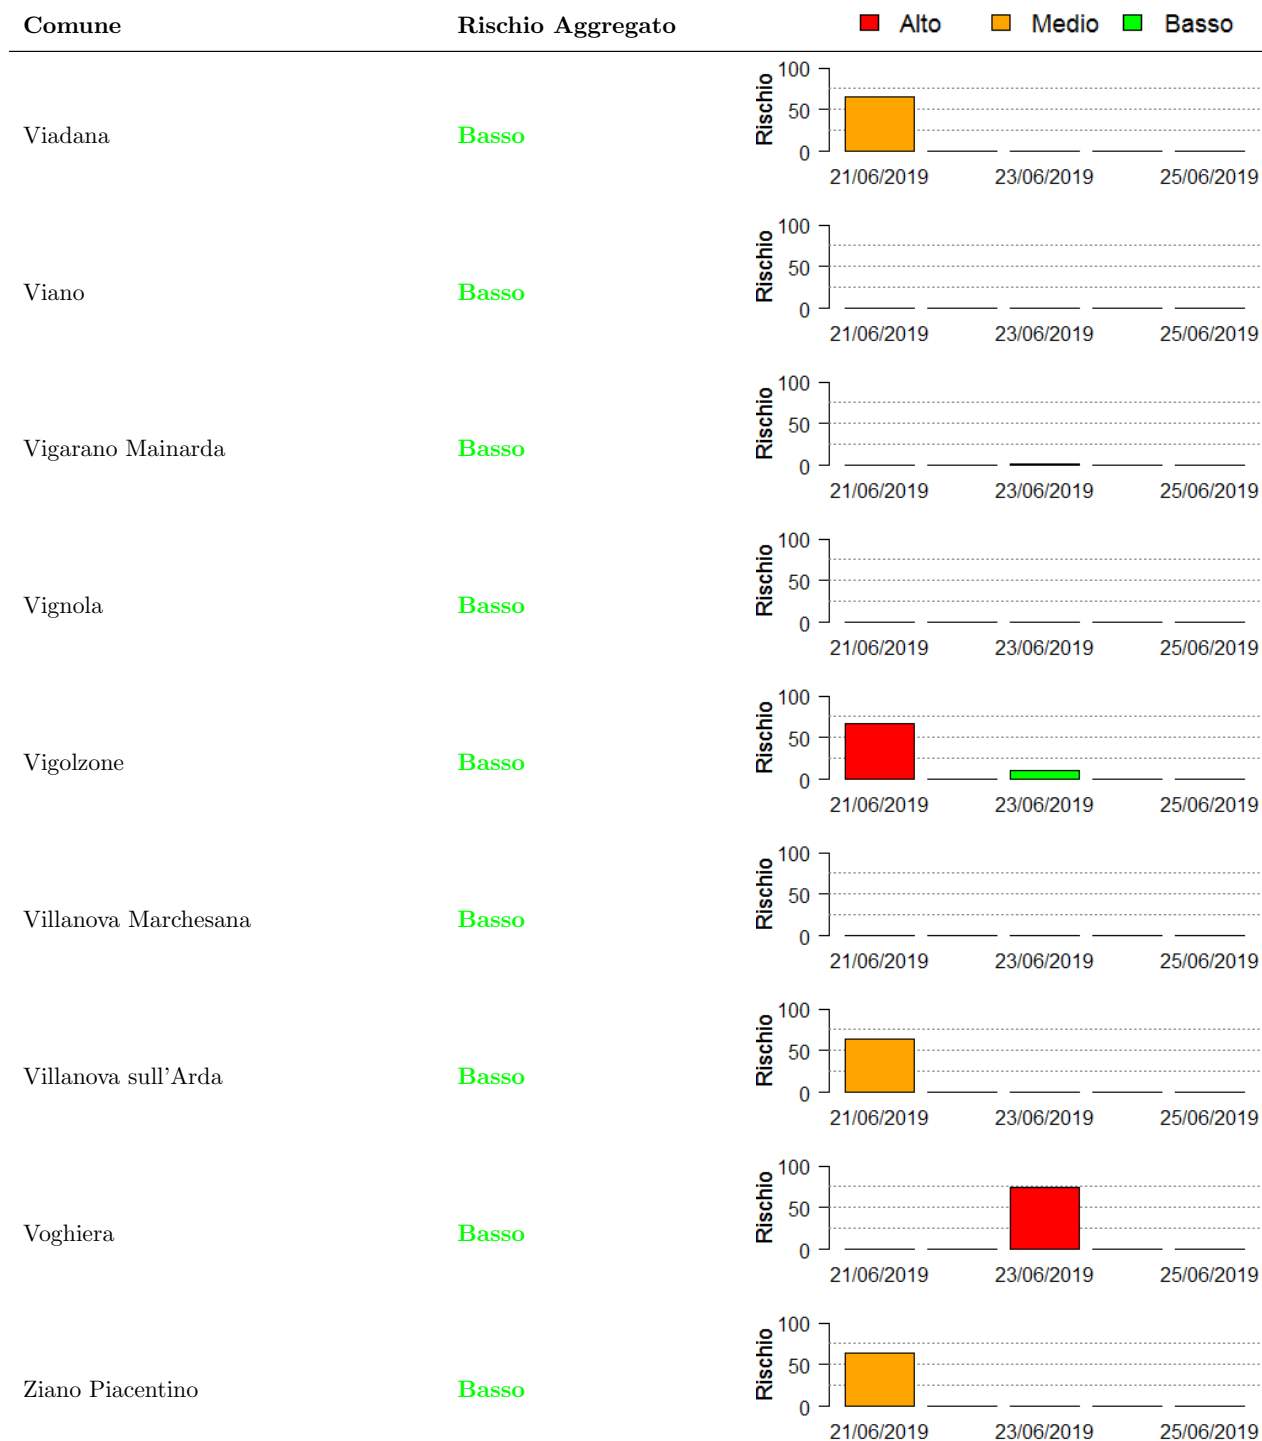 Comune Rischio Aggregato Alto Medio Basso
Viadana Basso
Rischio
100
50
0
21/06/2019 23/06/2019 25/06/2019
Viano Basso
Rischio
100
50
0
21/06/2019 23/06/2019 25/06/2019
Vigarano Mainarda Basso
Rischio
100
50
0
21/06/2019 23/06/2019 25/06/2019
Vignola Basso
Rischio
100
50
0
21/06/2019 23/06/2019 25/06/2019
Vigolzone Basso
Rischio
100
50
0
21/06/2019 23/06/2019 25/06/2019
Villanova Marchesana Basso
Rischio
100
50
0
21/06/2019 23/06/2019 25/06/2019
Villanova sull'Arda Basso
Rischio
100
50
0
21/06/2019 23/06/2019 25/06/2019
Voghiera Basso
Rischio
100
50
0
21/06/2019 23/06/2019 25/06/2019
Ziano Piacentino Basso
Rischio
100
50
0
21/06/2019 23/06/2019 25/06/2019